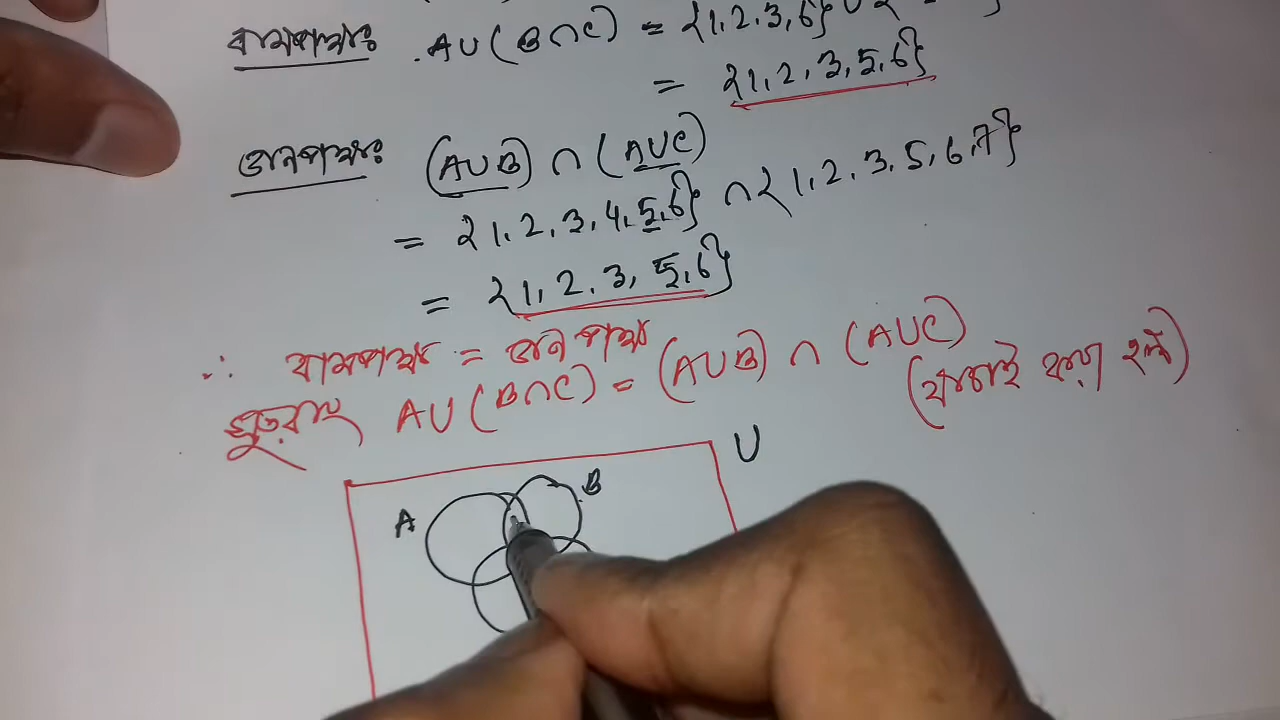 বামপক্ষঃ A∪(B∩C) = {1,2,3,6}∪{
= {1,2,3,5,6}
ডানপক্ষঃ (A∪B)∩(A∪C)
= {1,2,3,4,5,6}∩{1,2,3,5,6,7}
= {1,2,3,5,6}
∴ বামপক্ষ = ডানপক্ষ
সুতরাং A∪(B∩C) = (A∪B)∩(A∪C)
(যাচাই করা হল)
U
A B